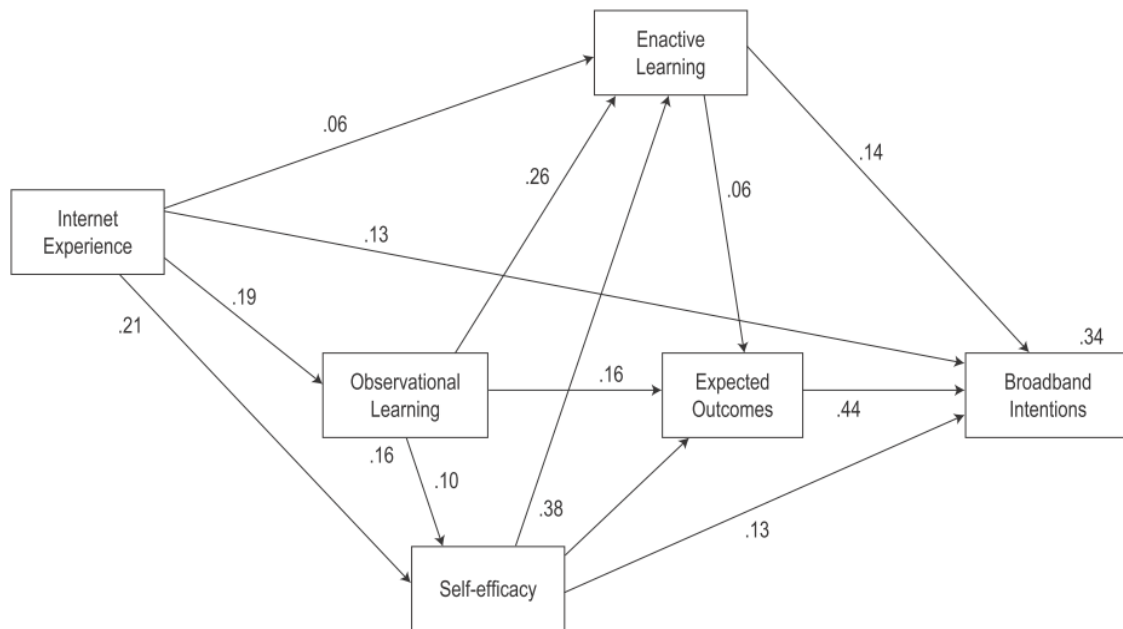 Enactive
Learning
.06
.26
.06
.14
Internet
Experience
.13
.19
.21
.34
Observational
Learning
.16
Expected
Outcomes
.44
Broadband
Intentions
.16
.10
.38
.13
Self-efficacy